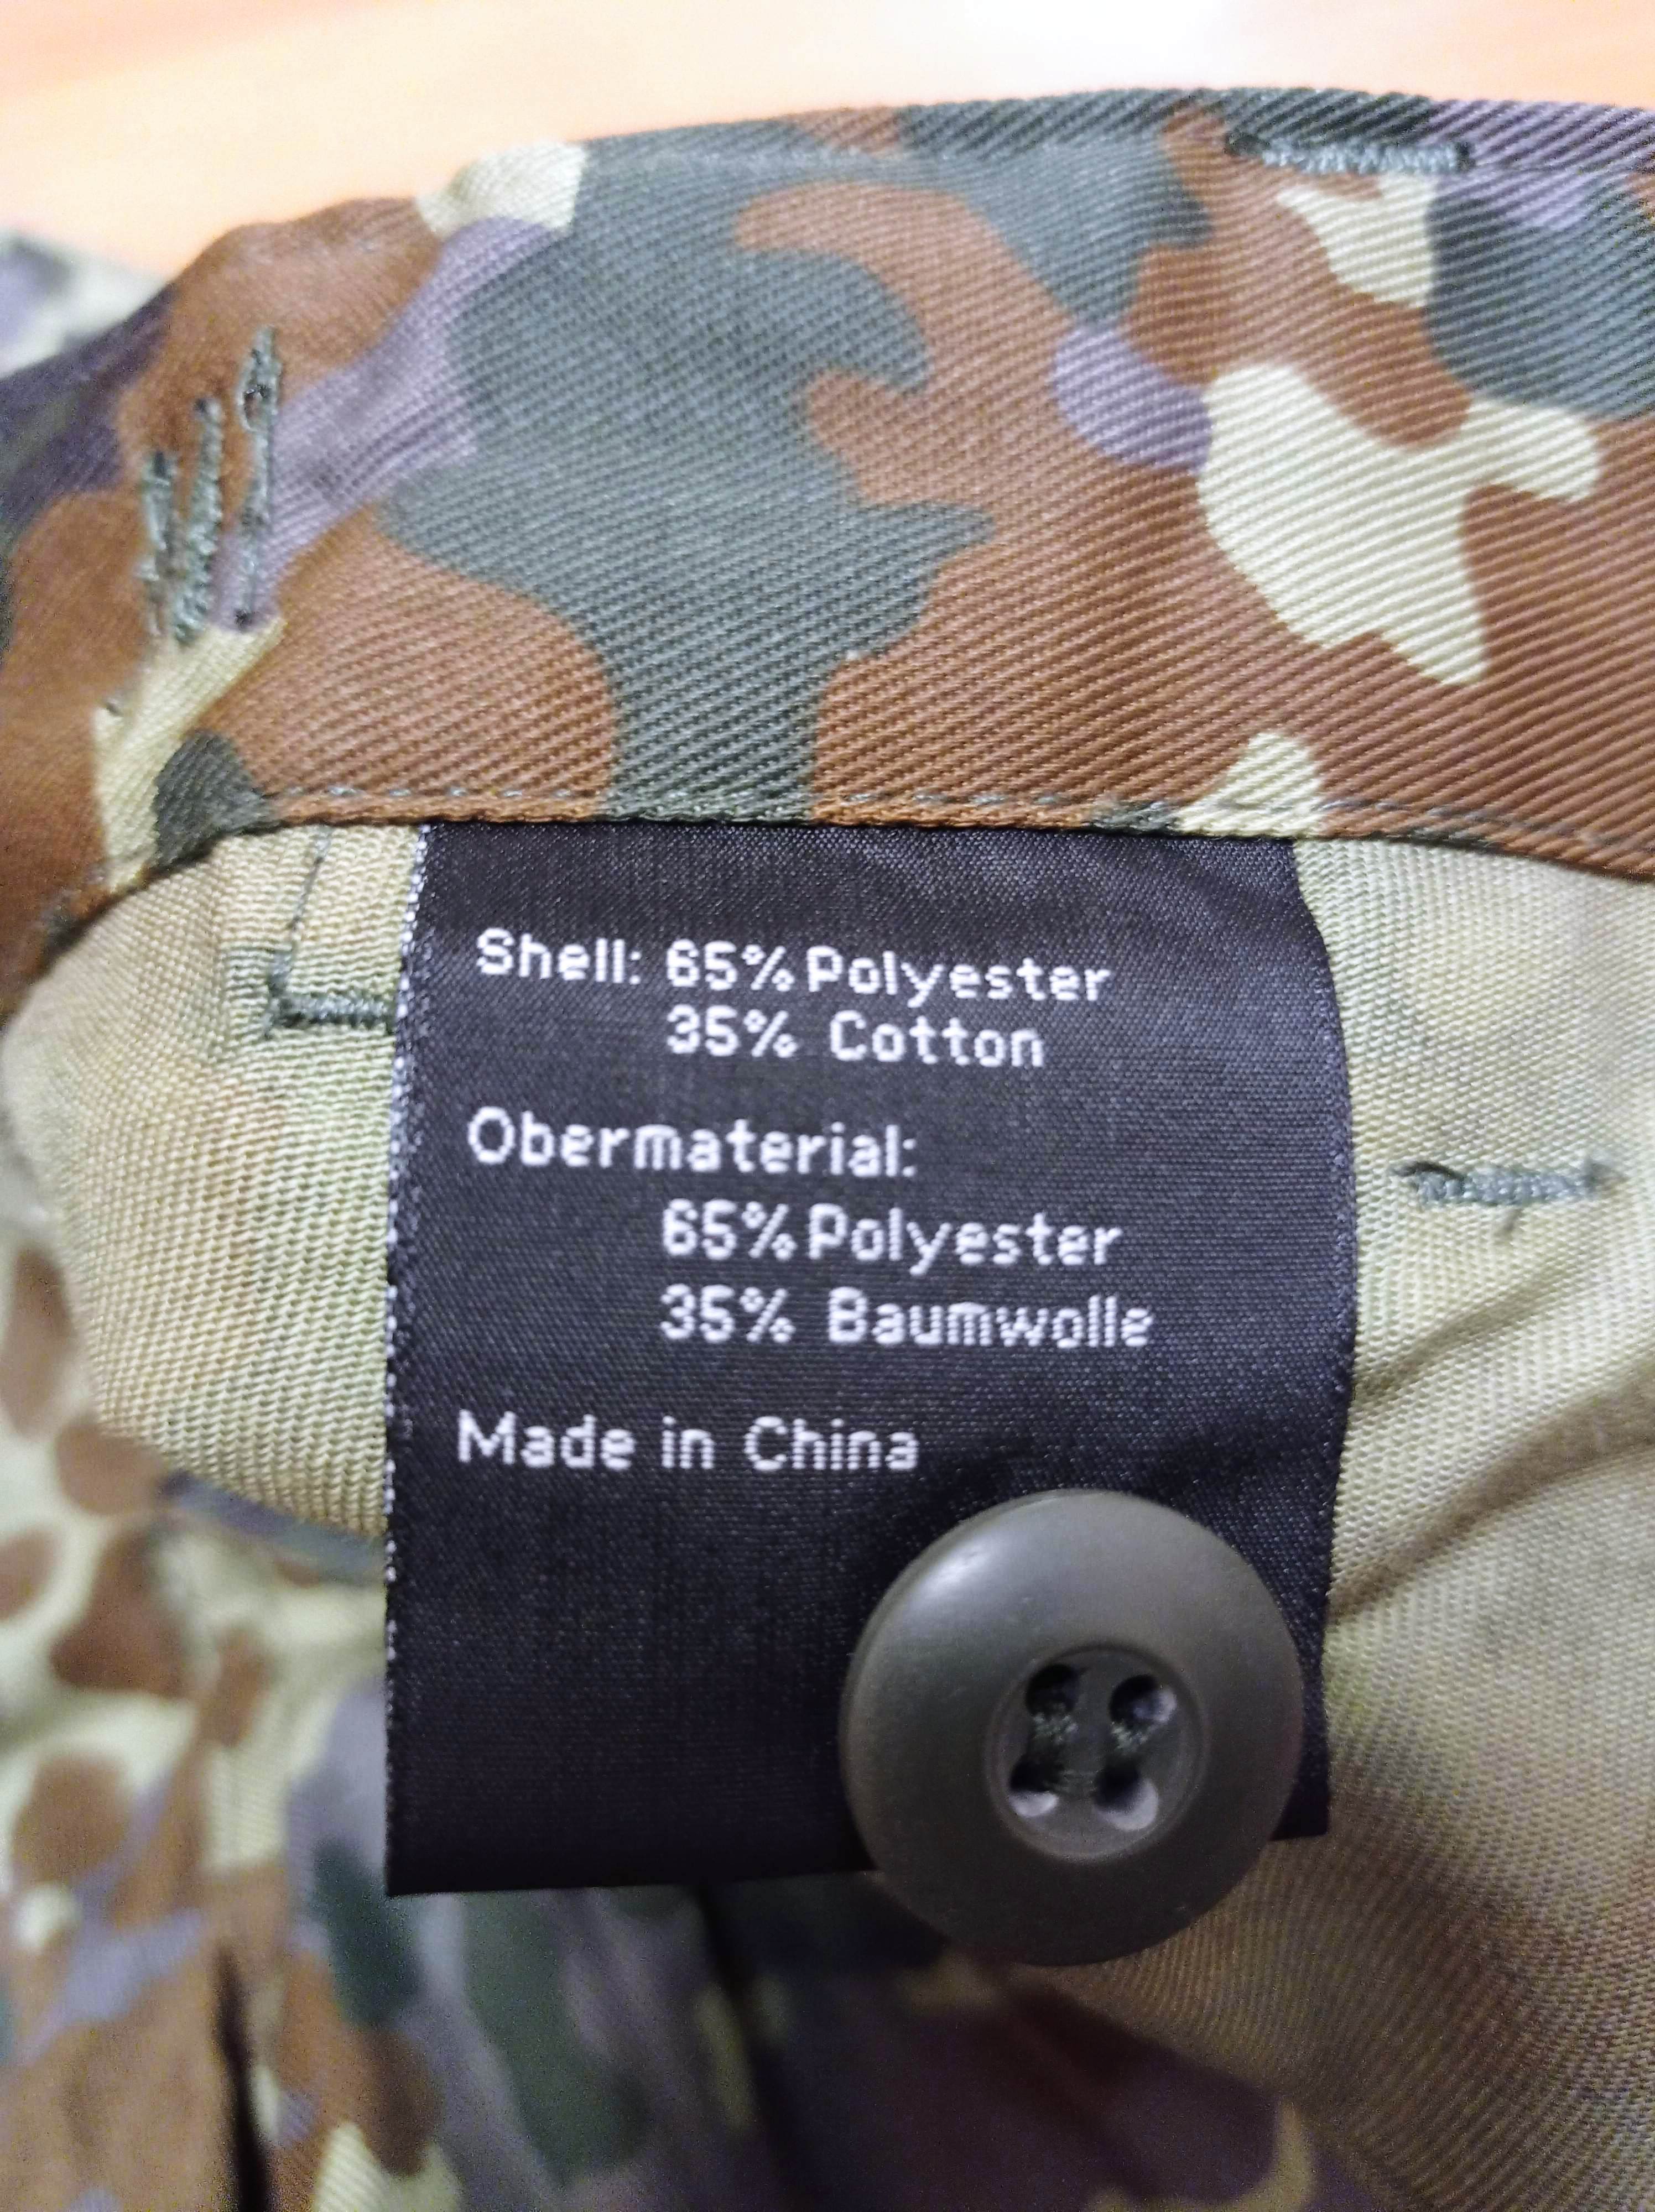 Shell: 65% Polyester
35% Cotton
Obermaterial:
65% Polyester
35% Baumwolle
Made in China